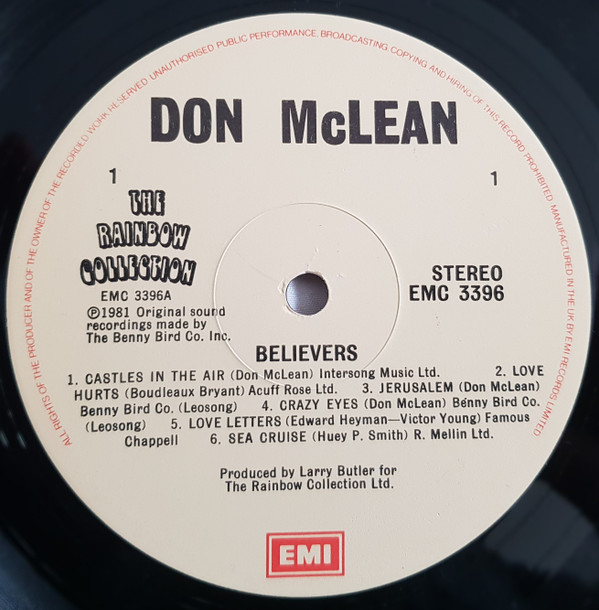 ALL RIGHTS OF THE PRODUCER AND OF THE OWNER OF THE RECORDED WORK RESERVED. UNAUTHORISED PUBLIC PERFORMANCE, BROADCASTING, COPYING AND HIRING OF THIS RECORD PROHIBITED. MANUFACTURED IN THE UK BY EMI RECORDS LIMITED
DON McLEAN
1
1
THE
RAINBOW
COLLECTION
EMC 3396A
℗1981 Original sound
recordings made by
The Benny Bird Co. Inc.
STEREO
EMC 3396
BELIEVERS
1. CASTLES IN THE AIR (Don McLean) Intersong Music Ltd. 2. LOVE
HURTS (Boudleaux Bryant) Acuff Rose Ltd. 3. JERUSALEM (Don McLean)
Benny Bird Co. (Leosong) 4. CRAZY EYES (Don McLean) Benny Bird Co.
(Leosong) 5. LOVE LETTERS (Edward Heyman—Victor Young) Famous
Chappell 6. SEA CRUISE (Huey P. Smith) R. Mellin Ltd.
Produced by Larry Butler for
The Rainbow Collection Ltd.
EMI